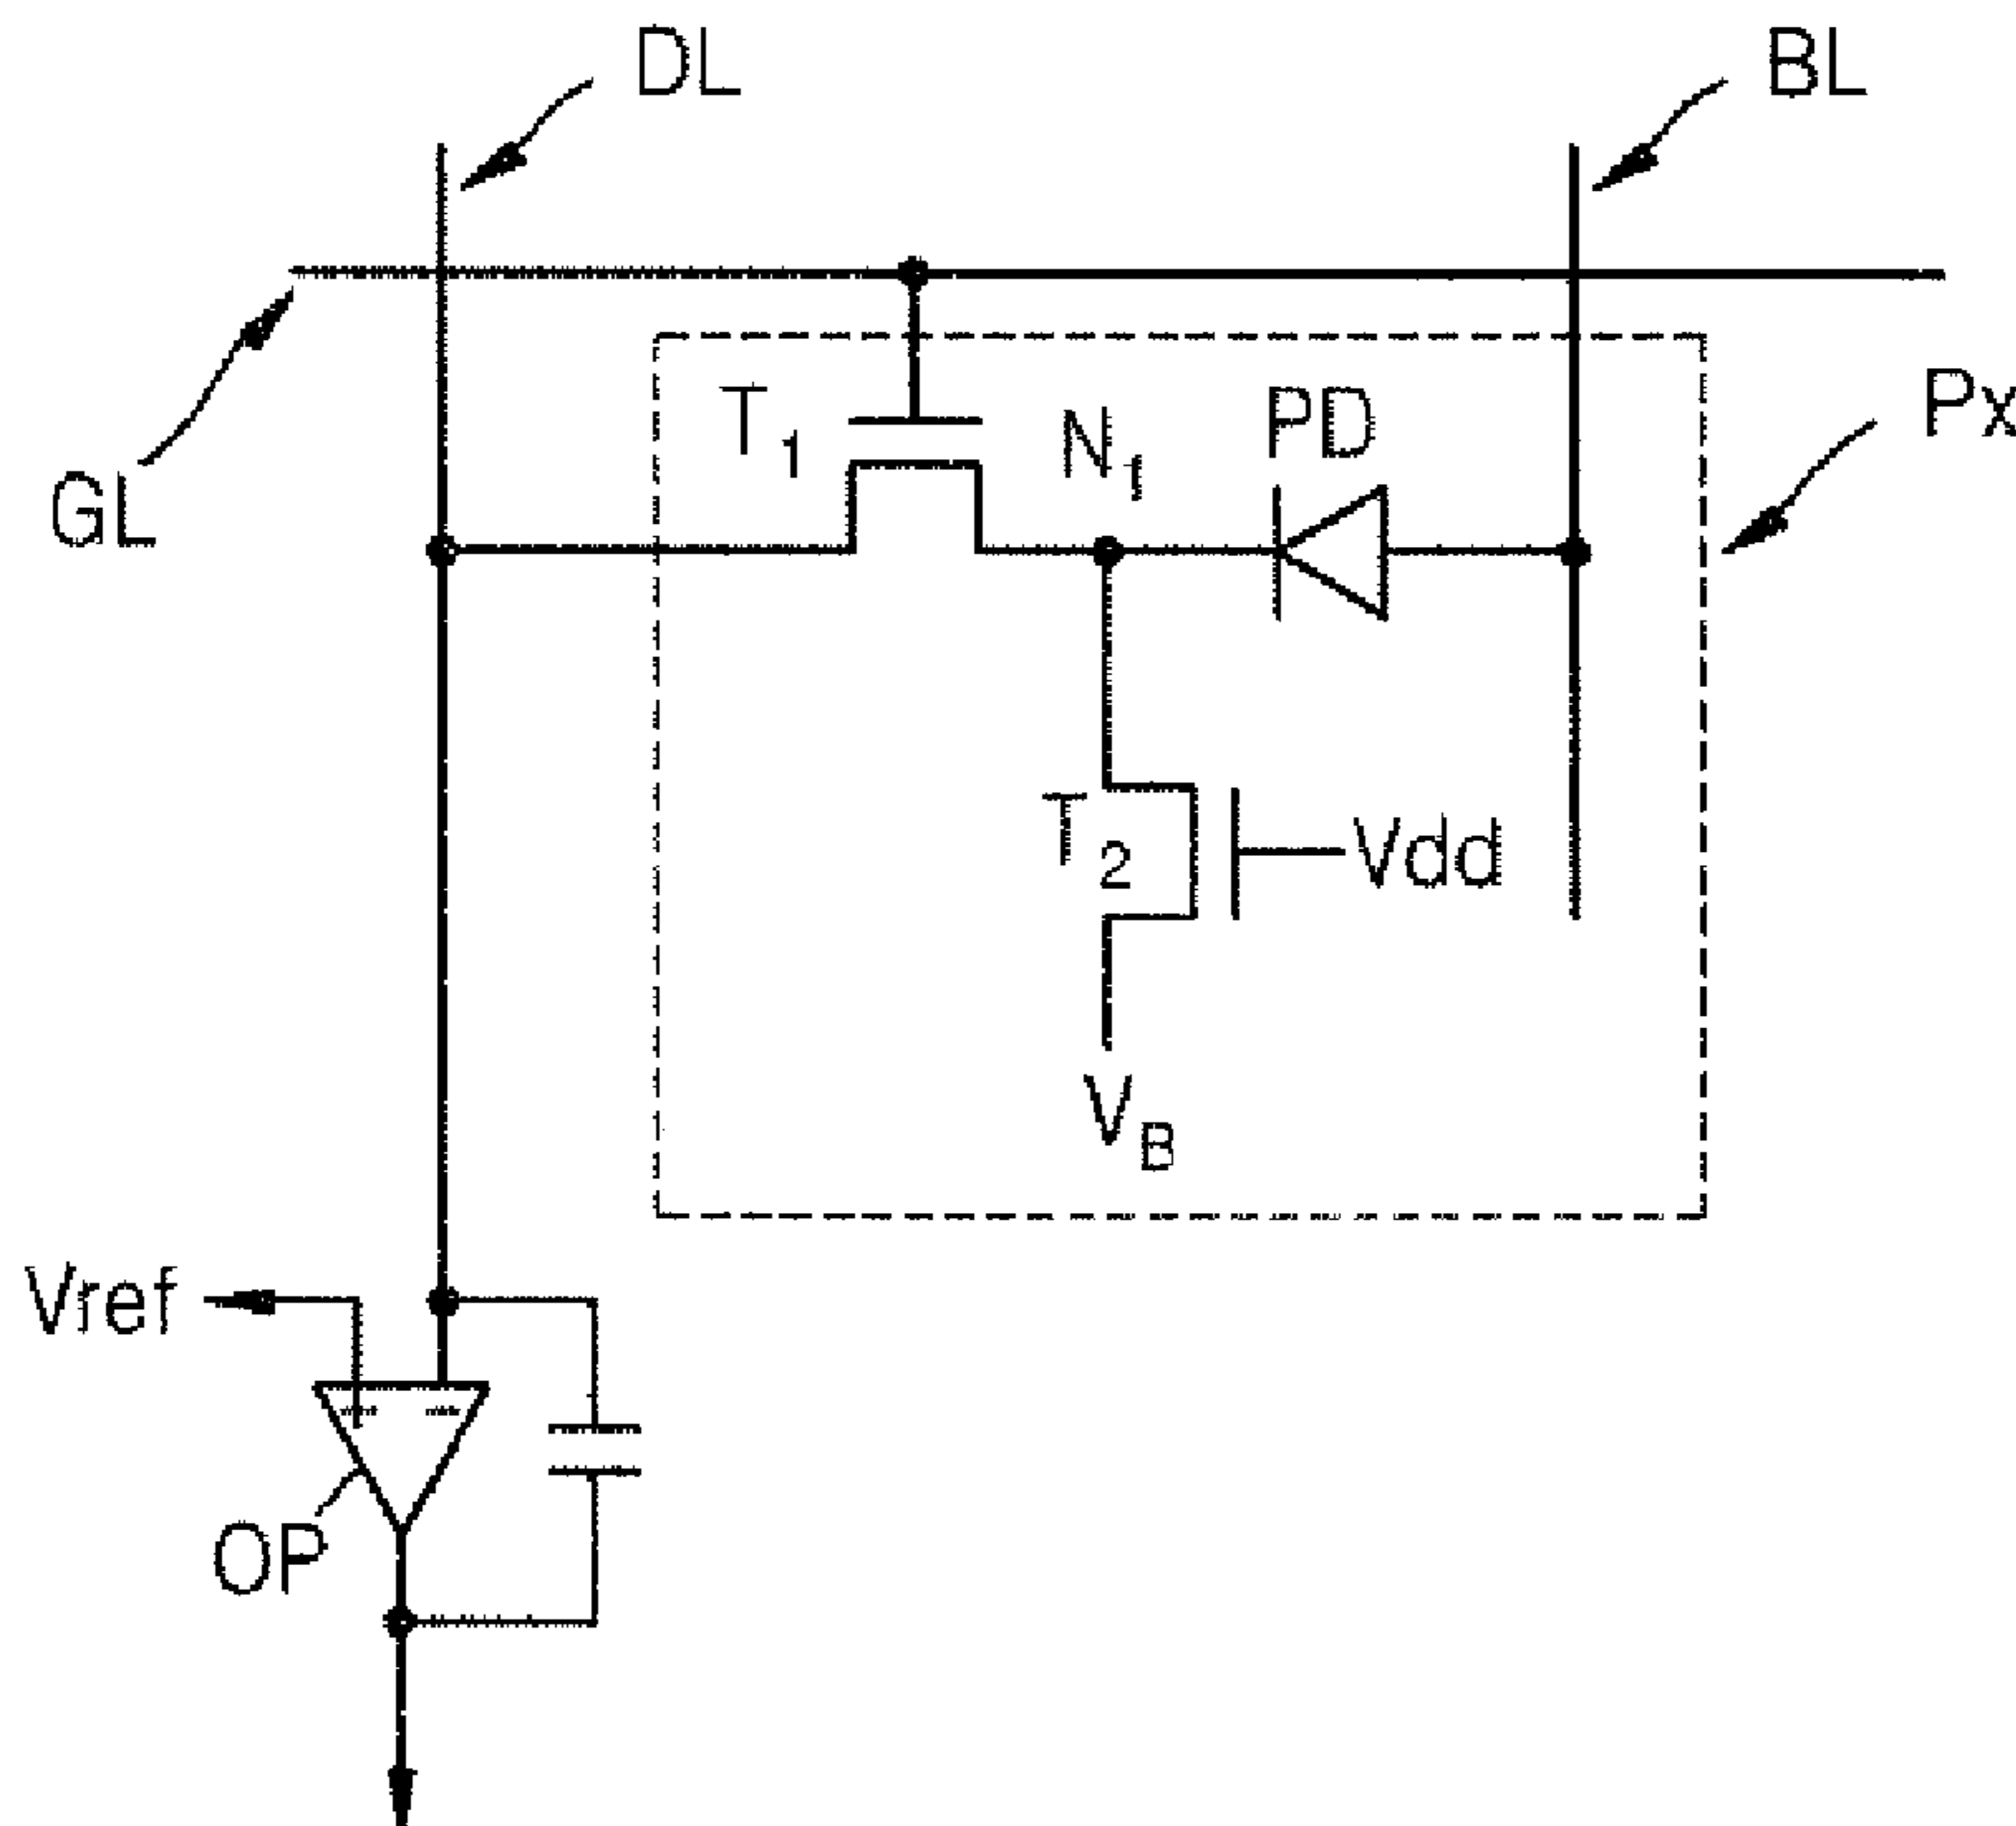 DL
BL
GL
T1
N1
PD
Px
T2
Vdd
VB
Vref
+ −
OP